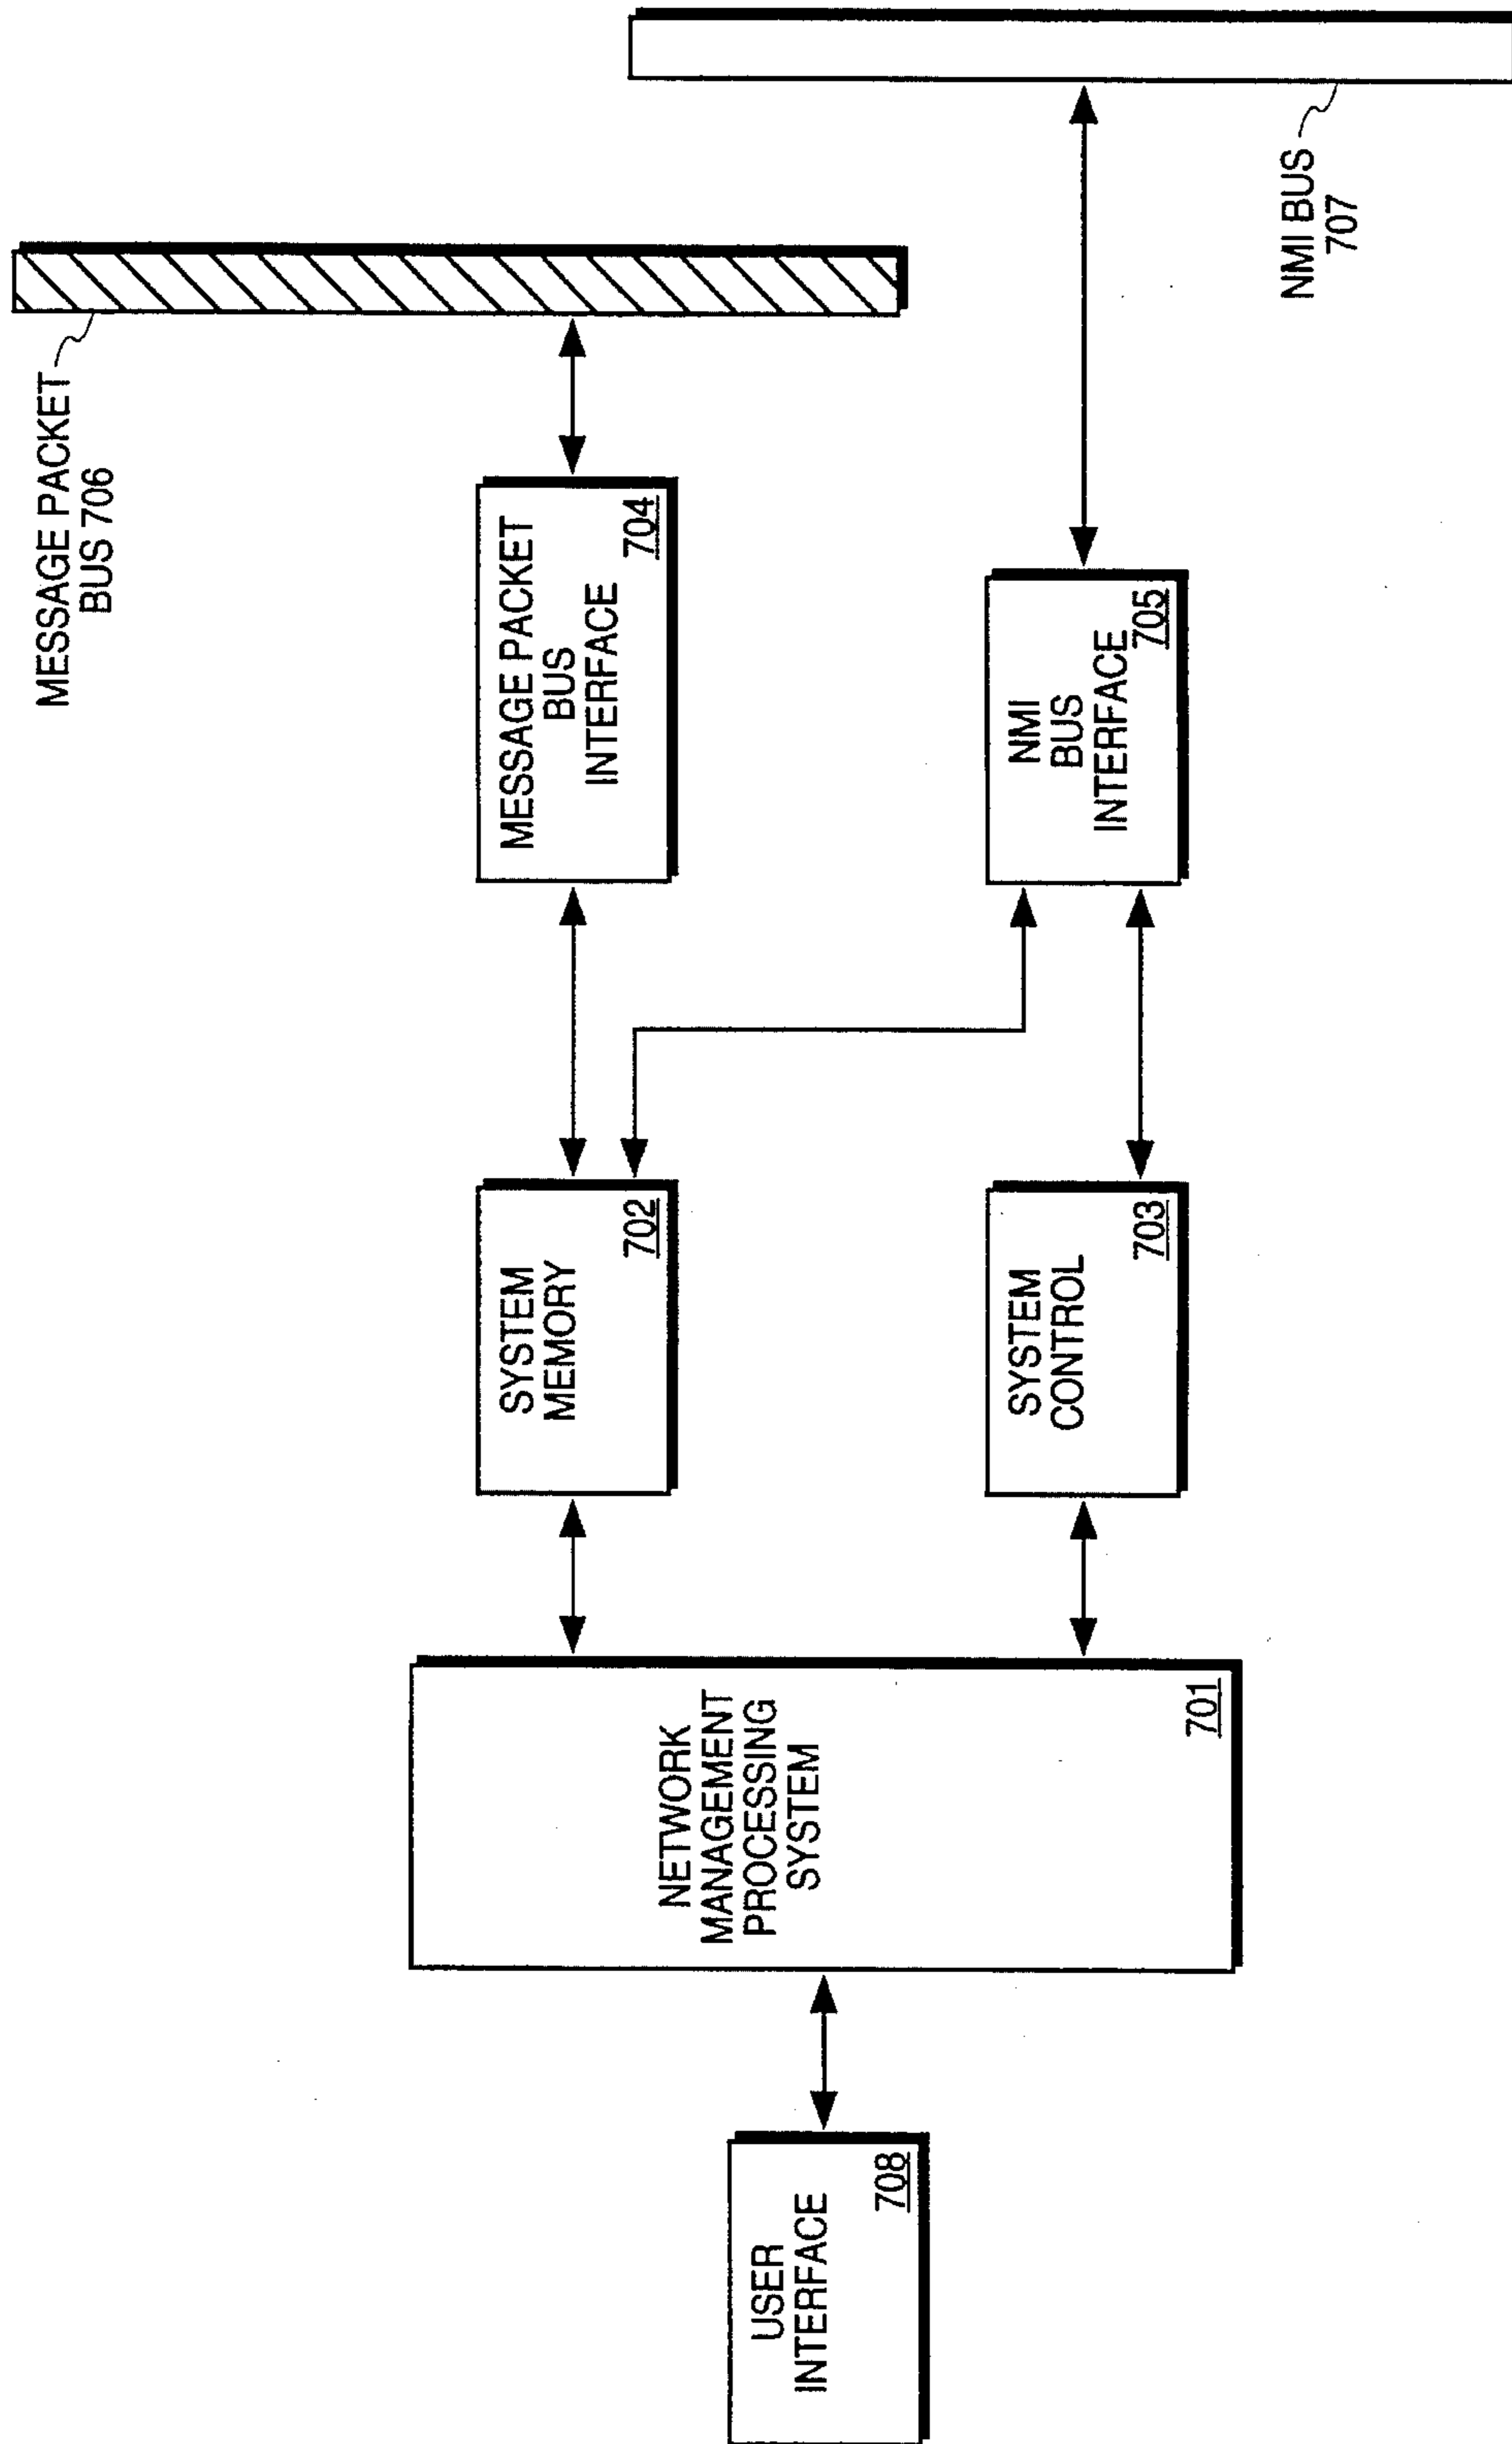 MESSAGE PACKET
BUS 706
NMI BUS
707
MESSAGE PACKET
BUS
INTERFACE
704
NMI
BUS
INTERFACE
705
SYSTEM
MEMORY
702
SYSTEM
CONTROL
703
NETWORK
MANAGEMENT
PROCESSING
SYSTEM
701
USER
INTERFACE
708